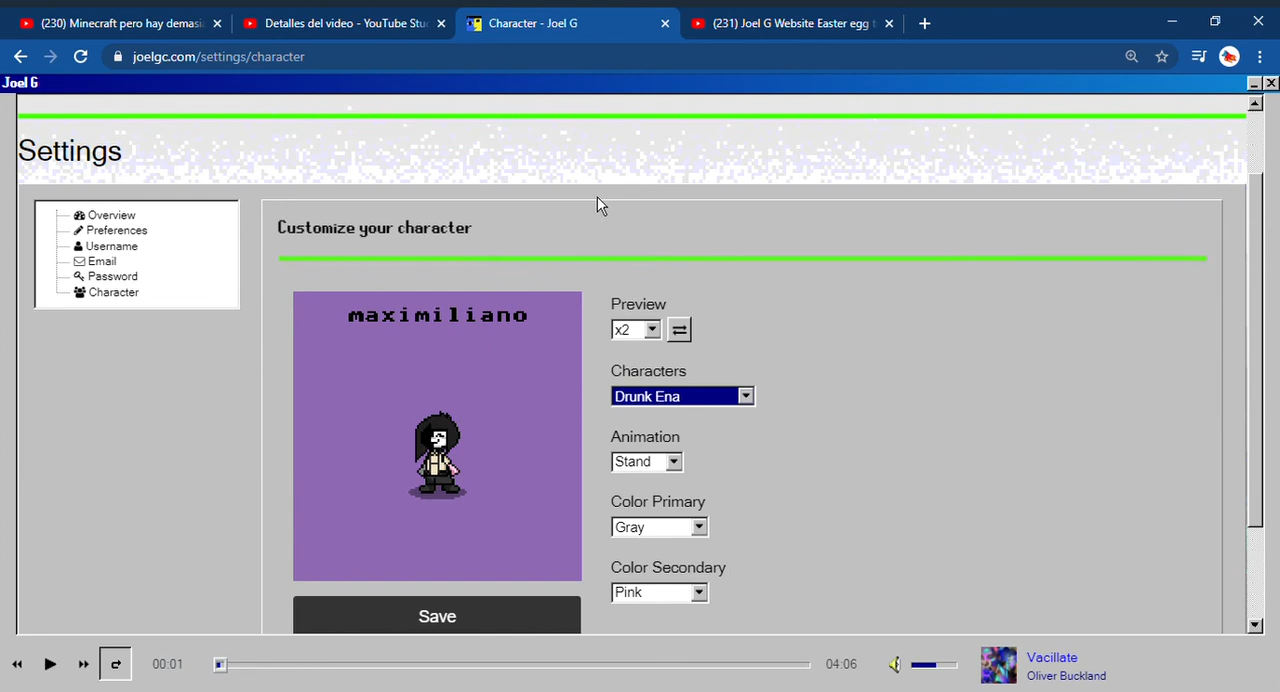 (230) Minecraft pero hay demasia
Detalles del video - YouTube Stu
Character - Joel G
(231) Joel G Website Easter egg t
joelgc.com/settings/character
Joel G
Settings
Overview
Preferences
Username
Email
Password
Character
Customize your character
maximiliano
Save
Preview
x2
Characters
Drunk Ena
Animation
Stand
Color Primary
Gray
Color Secondary
Pink
00:01
04:06
Vacillate
Oliver Buckland